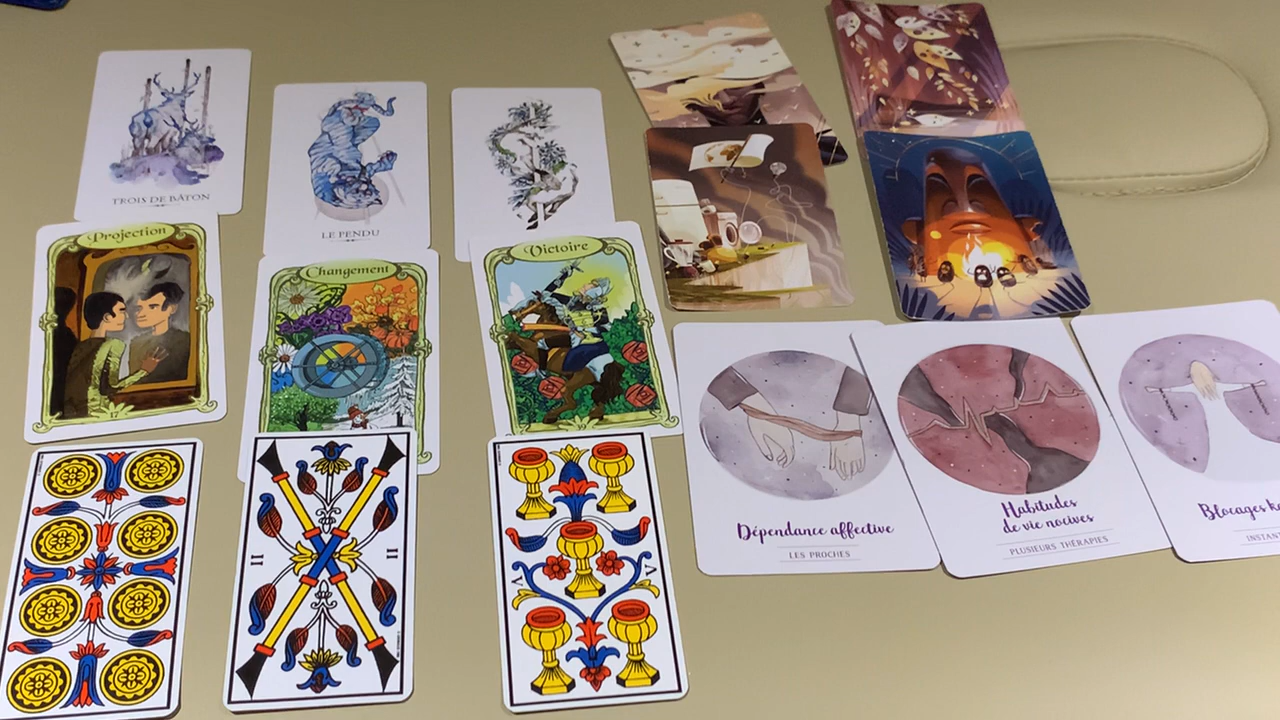 TROIS DE BÂTON
LE PENDU
Projection
Changement
Victoire
Dépendance affective
LES PROCHES
Habitudes
de vie nocives
PLUSIEURS THÉRAPIES
Blocages
II
II
V
V